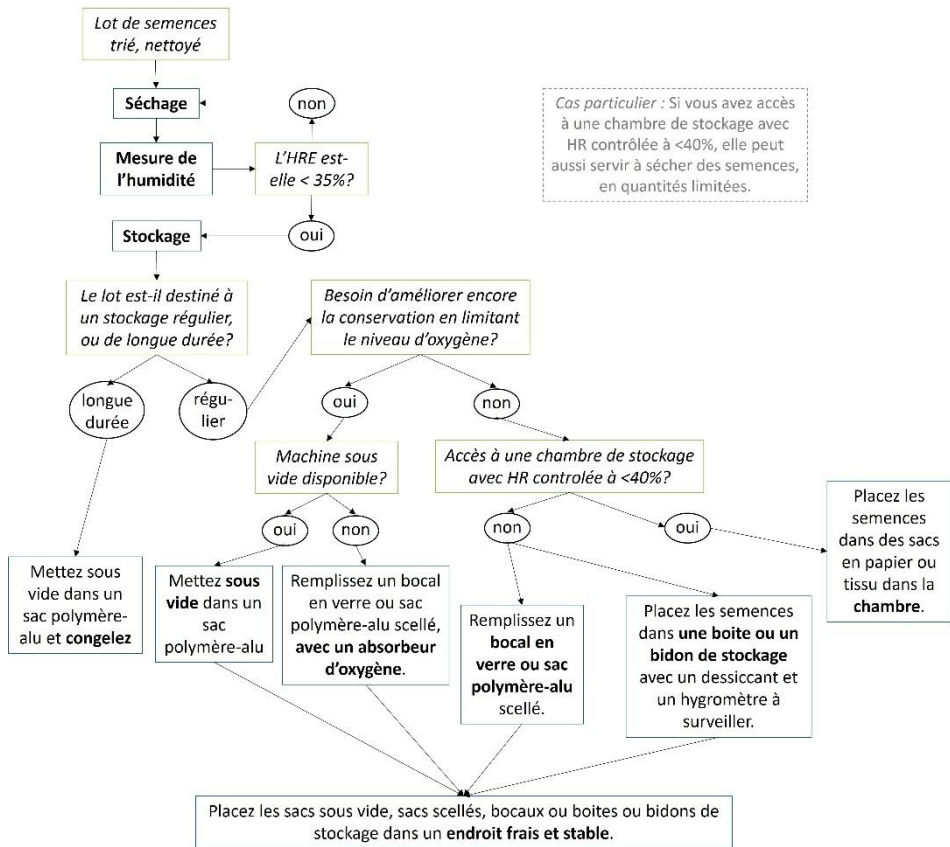 Lot de semences
trié, nettoyé
Séchage
non
Cas particulier : Si vous avez accès
à une chambre de stockage avec
HR contrôlée à <40%, elle peut
aussi servir à sécher des semences,
en quantités limitées.
Mesure de
l'humidité
L'HRE est-
elle < 35%?
Stockage
oui
Le lot est-il destiné à
un stockage régulier,
ou de longue durée?
Besoin d'améliorer encore
la conservation en limitant
le niveau d'oxygène?
longue
durée
régu-
lier
oui
non
Machine sous
vide disponible?
Accès à une chambre de stockage
avec HR controlée à <40%?
oui
non
non
oui
Placez les
semences
dans des sacs
en papier ou
tissu dans la
chambre.
Mettez sous
vide dans un
sac polymère-
alu et congelez
Mettez sous
vide dans un
sac
polymère-alu
Remplissez un bocal
en verre ou sac
polymère-alu scellé,
avec un absorbeur
d'oxygène.
Remplissez un
bocal en
verre ou sac
polymère-alu
scellé.
Placez les semences
dans une boite ou un
bidon de stockage
avec un dessiccant et
un hygromètre à
surveiller.
Placez les sacs sous vide, sacs scellés, bocaux ou boites ou bidons de
stockage dans un endroit frais et stable.